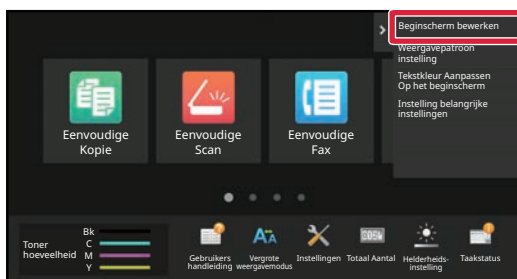 Beginscherm bewerken
Weergavepatroon
instelling
Tekstkleur Aanpassen
Op het beginscherm
Instelling belangrijke
instellingen
Eenvoudige
Kopie
Eenvoudige
Scan
Eenvoudige
Fax
Toner
hoeveelheid
Bk
C
M
Y
Gebruikers
handleiding
Vergrote
weergavemodus
Instellingen
Totaal Aantal
Helderheids-
instelling
Taakstatus